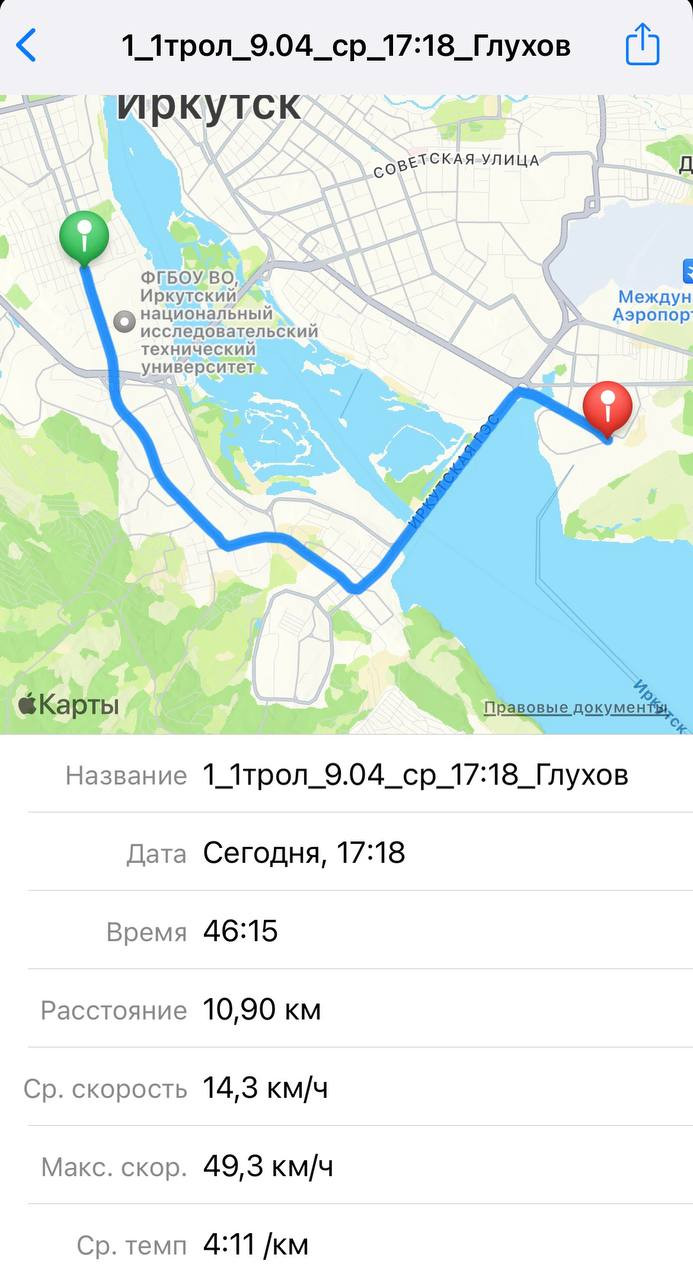 1_1трол_9.04_ср_17:18_Глухов
Иркутск
СОВЕТСКАЯ УЛИЦА
ФГБОУ ВО,
Иркутский
национальный
исследовательский
технический
университет
Междун
Аэропорт
ИРКУТСКАЯ ГЭС
Карты
Правовые документы
Иркутск
Название 1_1трол_9.04_ср_17:18_Глухов
Дата Сегодня, 17:18
Время 46:15
Расстояние 10,90 км
Ср. скорость 14,3 км/ч
Макс. скор. 49,3 км/ч
Ср. темп 4:11 /км